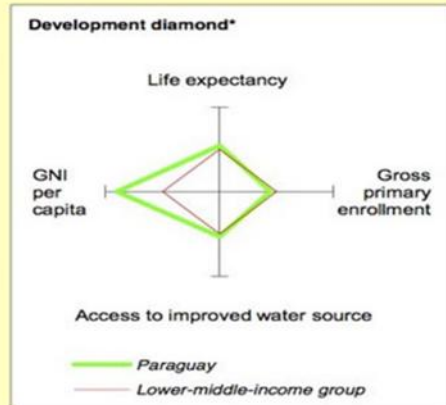 Development diamond*
Life expectancy
GNI
per
capita
Gross
primary
enrollment
Access to improved water source
Paraguay
Lower-middle-income group